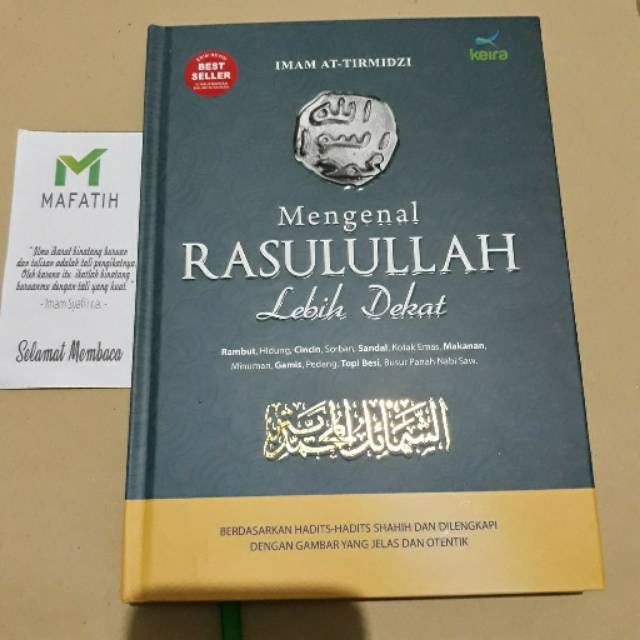 BEST
SELLER
IMAM AT-TIRMIDZI
keira
الله
رسول
محمد
Mengenal
RASULULLAH
Lebih Dekat
Rambut, Hidung, Cincin, Sorban, Sandal, Kotak Emas, Makanan,
Minuman, Gamis, Pedang, Topi Besi, Busur Panah Nabi Saw.
الشمائل المحمدية
BERDASARKAN HADITS-HADITS SHAHIH DAN DILENGKAPI
DENGAN GAMBAR YANG JELAS DAN OTENTIK
MAFATIH
"Ilmu ibarat binatang buruan
dan tulisan adalah tali pengikatnya.
Oleh karena itu, ikatlah binatang
buruanmu dengan tali yang kuat."
- Imam Syafi'i r.a. -
Selamat Membaca